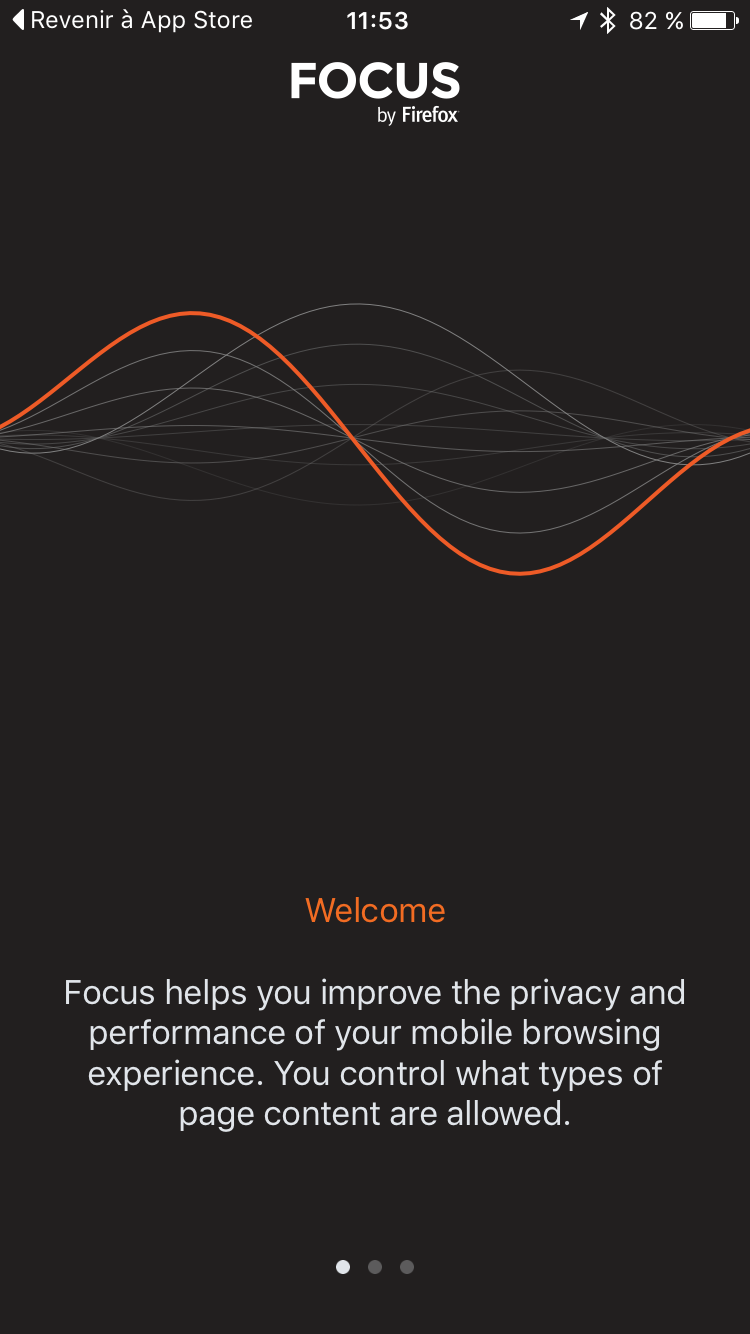 Revenir à App Store 11:53 82 %
FOCUS
by Firefox
Welcome
Focus helps you improve the privacy and
performance of your mobile browsing
experience. You control what types of
page content are allowed.